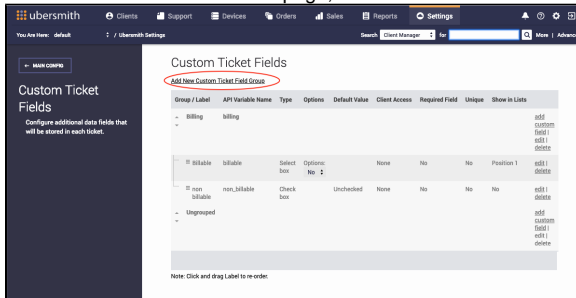 ubersmith Clients Support Devices Orders Sales Reports Settings
You Are Here: default / Ubersmith Settings Search Client Manager for More | Advanc
← MAIN CONFIG
Custom Ticket Fields
Configure additional data fields that will be stored in each ticket.
Custom Ticket Fields
Add New Custom Ticket Field Group
Group / Label API Variable Name Type Options Default Value Client Access Required Field Unique Show in Lists
Billing billing add custom field | edit | delete
Billable billable Select box Options: No None No No Position 1 edit | delete
non billable non_billable Check box Unchecked None No No No edit | delete
Ungrouped add custom field | edit | delete
Note: Click and drag Label to re-order.